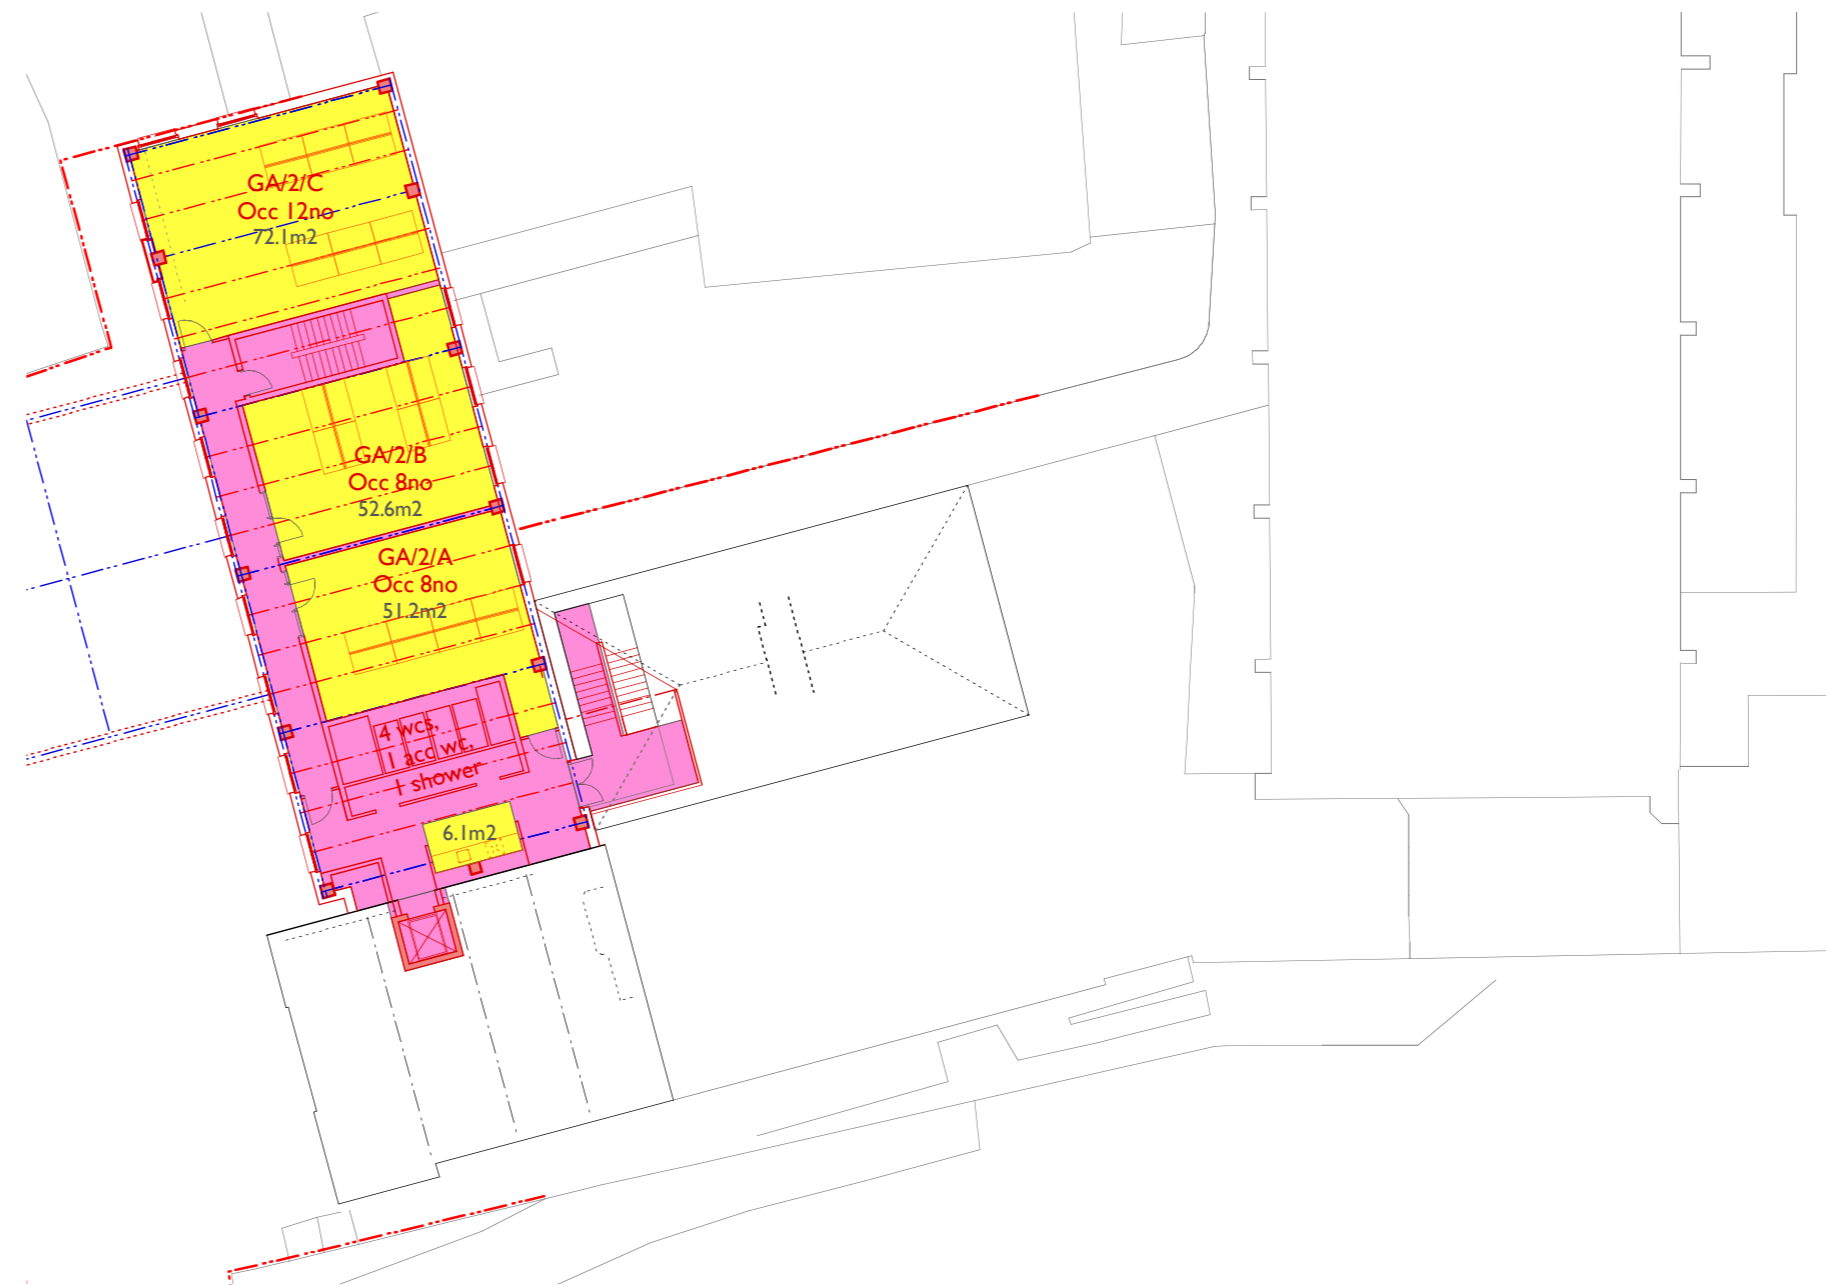 GA/2/C
Occ 12no
72.1m2
GA/2/B
Occ 8no
52.6m2
GA/2/A
Occ 8no
51.2m2
4 wcs,
1 acc wc,
1 shower
6.1m2